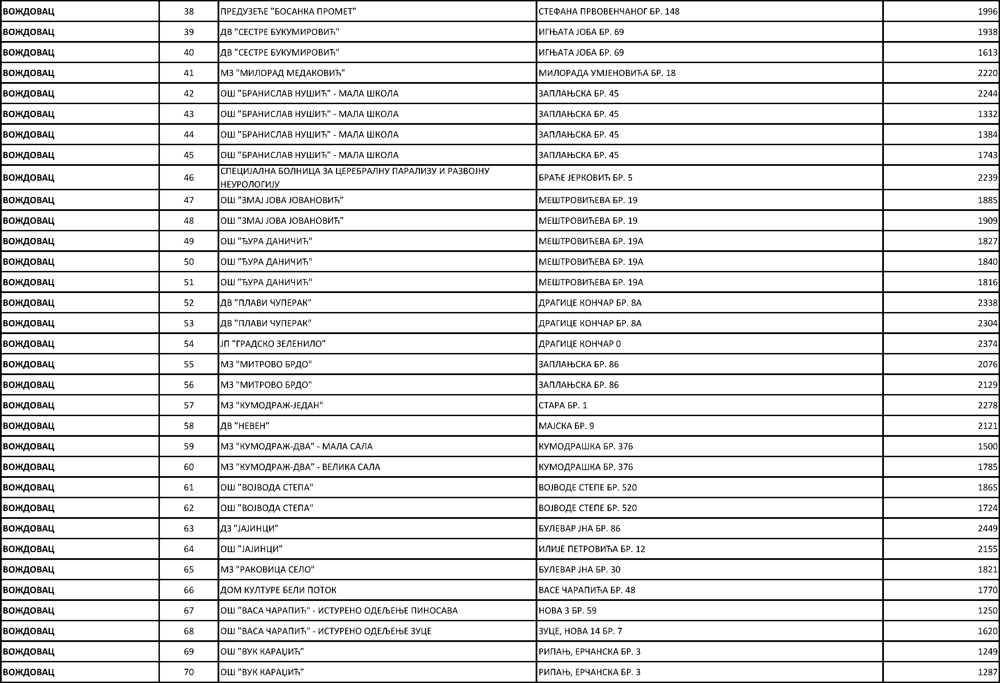 ВОЖДОВАЦ 38 ПРЕДУЗЕЋЕ "БОСАНКА ПРОМЕТ" СТЕФАНА ПРВОВЕНЧАНОГ БР. 148 1996
ВОЖДОВАЦ 39 ДВ "СЕСТРЕ БУКУМИРОВИЋ" ИГЊАТА ЈОБА БР. 69 1938
ВОЖДОВАЦ 40 ДВ "СЕСТРЕ БУКУМИРОВИЋ" ИГЊАТА ЈОБА БР. 69 1613
ВОЖДОВАЦ 41 МЗ "МИЛОРАД МЕДАКОВИЋ" МИЛОРАДА УМЈЕНОВИЋА БР. 18 2220
ВОЖДОВАЦ 42 ОШ "БРАНИСЛАВ НУШИЋ" - МАЛА ШКОЛА ЗАПЛАЊСКА БР. 45 2244
ВОЖДОВАЦ 43 ОШ "БРАНИСЛАВ НУШИЋ" - МАЛА ШКОЛА ЗАПЛАЊСКА БР. 45 1332
ВОЖДОВАЦ 44 ОШ "БРАНИСЛАВ НУШИЋ" - МАЛА ШКОЛА ЗАПЛАЊСКА БР. 45 1384
ВОЖДОВАЦ 45 ОШ "БРАНИСЛАВ НУШИЋ" - МАЛА ШКОЛА ЗАПЛАЊСКА БР. 45 1743
ВОЖДОВАЦ 46 СПЕЦИЈАЛНА БОЛНИЦА ЗА ЦЕРЕБРАЛНУ ПАРАЛИЗУ И РАЗВОЈНУ
НЕУРОЛОГИЈУ БРАЋЕ ЈЕРКОВИЋ БР. 5 2239
ВОЖДОВАЦ 47 ОШ "ЗМАЈ ЈОВА ЈОВАНОВИЋ" МЕШТРОВИЋЕВА БР. 19 1885
ВОЖДОВАЦ 48 ОШ "ЗМАЈ ЈОВА ЈОВАНОВИЋ" МЕШТРОВИЋЕВА БР. 19 1909
ВОЖДОВАЦ 49 ОШ "ЂУРА ДАНИЧИЋ" МЕШТРОВИЋЕВА БР. 19А 1827
ВОЖДОВАЦ 50 ОШ "ЂУРА ДАНИЧИЋ" МЕШТРОВИЋЕВА БР. 19А 1840
ВОЖДОВАЦ 51 ОШ "ЂУРА ДАНИЧИЋ" МЕШТРОВИЋЕВА БР. 19А 1816
ВОЖДОВАЦ 52 ДВ "ПЛАВИ ЧУПЕРАК" ДРАГИЦЕ КОНЧАР БР. 8А 2338
ВОЖДОВАЦ 53 ДВ "ПЛАВИ ЧУПЕРАК" ДРАГИЦЕ КОНЧАР БР. 8А 2304
ВОЖДОВАЦ 54 ЈП "ГРАДСКО ЗЕЛЕНИЛО" ДРАГИЦЕ КОНЧАР 0 2374
ВОЖДОВАЦ 55 МЗ "МИТРОВО БРДО" ЗАПЛАЊСКА БР. 86 2076
ВОЖДОВАЦ 56 МЗ "МИТРОВО БРДО" ЗАПЛАЊСКА БР. 86 2129
ВОЖДОВАЦ 57 МЗ "КУМОДРАЖ-ЈЕДАН" СТАРА БР. 1 2278
ВОЖДОВАЦ 58 ДВ "НЕВЕН" МАЈСКА БР. 9 2121
ВОЖДОВАЦ 59 МЗ "КУМОДРАЖ-ДВА" - МАЛА САЛА КУМОДРАШКА БР. 376 1500
ВОЖДОВАЦ 60 МЗ "КУМОДРАЖ-ДВА" - ВЕЛИКА САЛА КУМОДРАШКА БР. 376 1785
ВОЖДОВАЦ 61 ОШ "ВОЈВОДА СТЕПА" ВОЈВОДЕ СТЕПЕ БР. 520 1865
ВОЖДОВАЦ 62 ОШ "ВОЈВОДА СТЕПА" ВОЈВОДЕ СТЕПЕ БР. 520 1724
ВОЖДОВАЦ 63 ДЗ "ЈАЈИНЦИ" БУЛЕВАР ЈНА БР. 86 2449
ВОЖДОВАЦ 64 ОШ "ЈАЈИНЦИ" ИЛИЈЕ ПЕТРОВИЋА БР. 12 2155
ВОЖДОВАЦ 65 МЗ "РАКОВИЦА СЕЛО" БУЛЕВАР ЈНА БР. 30 1821
ВОЖДОВАЦ 66 ДОМ КУЛТУРЕ БЕЛИ ПОТОК ВАСЕ ЧАРАПИЋА БР. 48 1770
ВОЖДОВАЦ 67 ОШ "ВАСА ЧАРАПИЋ" - ИСТУРЕНО ОДЕЉЕЊЕ ПИНОСАВА НОВА 3 БР. 59 1250
ВОЖДОВАЦ 68 ОШ "ВАСА ЧАРАПИЋ" - ИСТУРЕНО ОДЕЉЕЊЕ ЗУЦЕ ЗУЦЕ, НОВА 14 БР. 7 1620
ВОЖДОВАЦ 69 ОШ "ВУК КАРАЏИЋ" РИПАЊ, ЕРЧАНСКА БР. 3 1249
ВОЖДОВАЦ 70 ОШ "ВУК КАРАЏИЋ" РИПАЊ, ЕРЧАНСКА БР. 3 1287